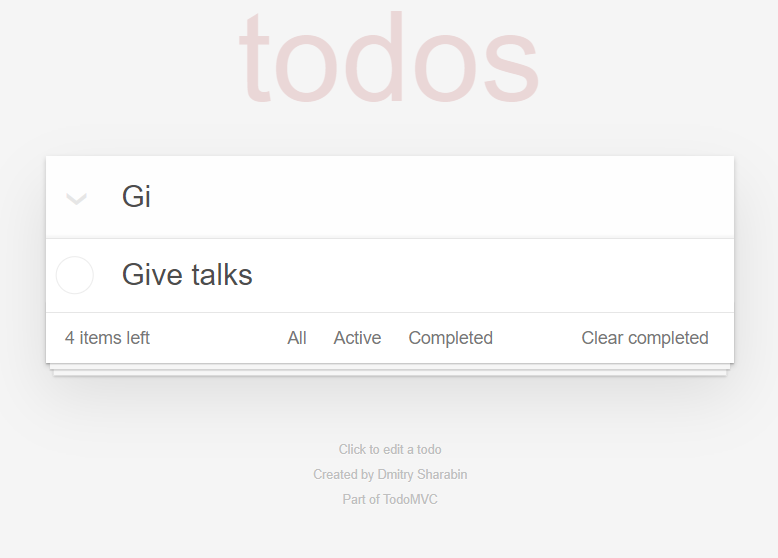 todos
Gi
Give talks
4 items left All Active Completed Clear completed
Click to edit a todo
Created by Dmitry Sharabin
Part of TodoMVC